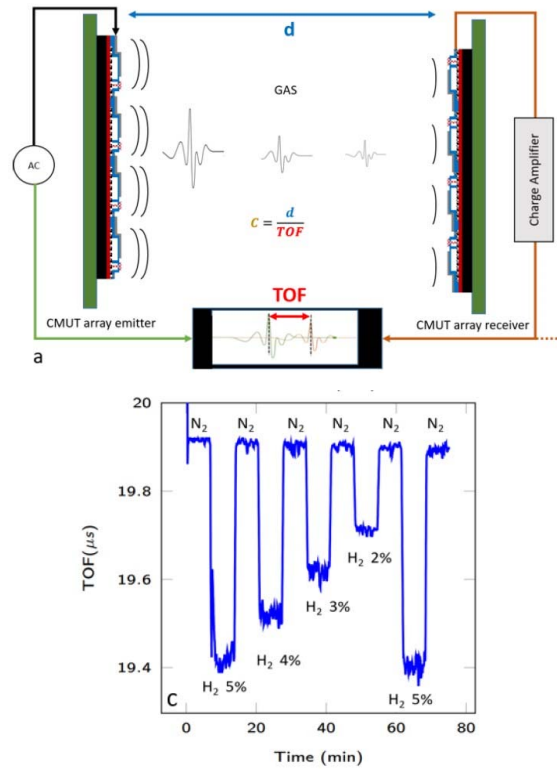 d
GAS
AC
Charge Amplifier
C = d / TOF
TOF
CMUT array emitter
CMUT array receiver
a
20
N2 N2 N2 N2 N2 N2
19.8
H2 2%
TOF(μs)
19.6
H2 3%
H2 4%
19.4
H2 5%
H2 5%
C
0 20 40 60 80
Time (min)